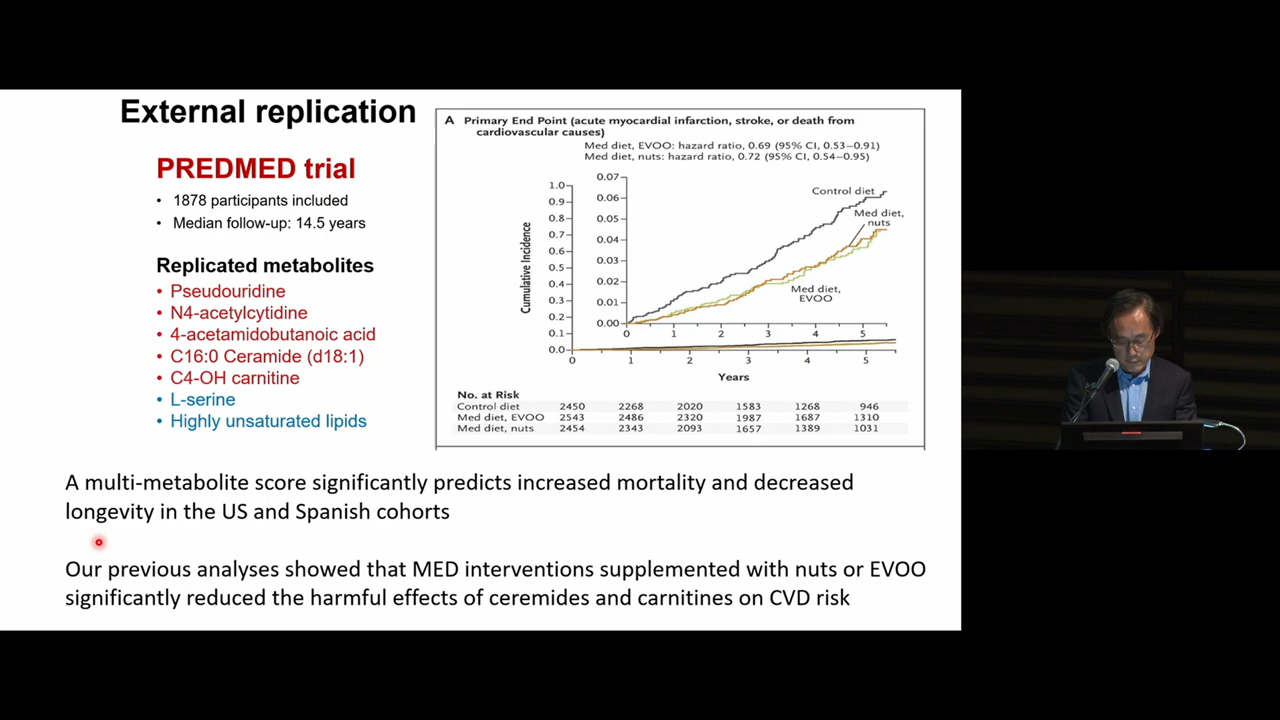 External replication
PREDMED trial
• 1878 participants included
• Median follow-up: 14.5 years
Replicated metabolites
• Pseudouridine
• N4-acetylcytidine
• 4-acetamidobutanoic acid
• C16:0 Ceramide (d18:1)
• C4-OH carnitine
• L-serine
• Highly unsaturated lipids
A Primary End Point (acute myocardial infarction, stroke, or death from
cardiovascular causes)
Med diet, EVOO: hazard ratio, 0.69 (95% CI, 0.53–0.91)
Med diet, nuts: hazard ratio, 0.72 (95% CI, 0.54–0.95)
Cumulative Incidence
1.0
0.9
0.8
0.7
0.6
0.5
0.4
0.3
0.2
0.1
0.0
0.07
0.06
0.05
0.04
0.03
0.02
0.01
0.00
Control diet
Med diet,
nuts
Med diet,
EVOO
0 1 2 3 4 5
0 1 2 3 4 5
Years
No. at Risk
Control diet 2450 2268 2020 1583 1268 946
Med diet, EVOO 2543 2486 2320 1987 1687 1310
Med diet, nuts 2454 2343 2093 1657 1389 1031
A multi-metabolite score significantly predicts increased mortality and decreased
longevity in the US and Spanish cohorts
Our previous analyses showed that MED interventions supplemented with nuts or EVOO
significantly reduced the harmful effects of ceremides and carnitines on CVD risk